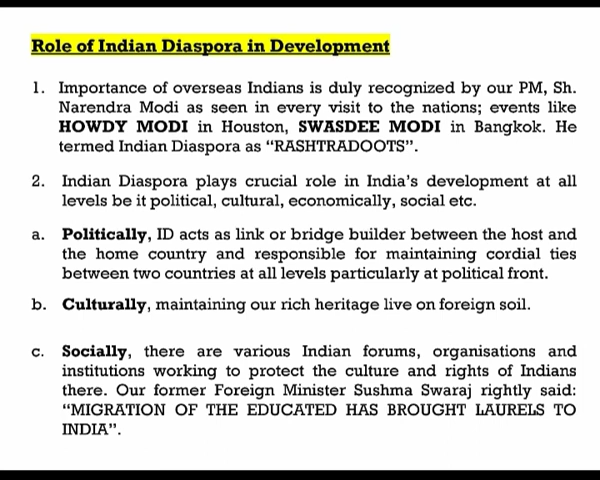 Role of Indian Diaspora in Development
1. Importance of overseas Indians is duly recognized by our PM, Sh.
Narendra Modi as seen in every visit to the nations; events like
HOWDY MODI in Houston, SWASDEE MODI in Bangkok. He
termed Indian Diaspora as “RASHTRADOOTS”.
2. Indian Diaspora plays crucial role in India’s development at all
levels be it political, cultural, economically, social etc.
a. Politically, ID acts as link or bridge builder between the host and
the home country and responsible for maintaining cordial ties
between two countries at all levels particularly at political front.
b. Culturally, maintaining our rich heritage live on foreign soil.
c. Socially, there are various Indian forums, organisations and
institutions working to protect the culture and rights of Indians
there. Our former Foreign Minister Sushma Swaraj rightly said:
“MIGRATION OF THE EDUCATED HAS BROUGHT LAURELS TO
INDIA”.